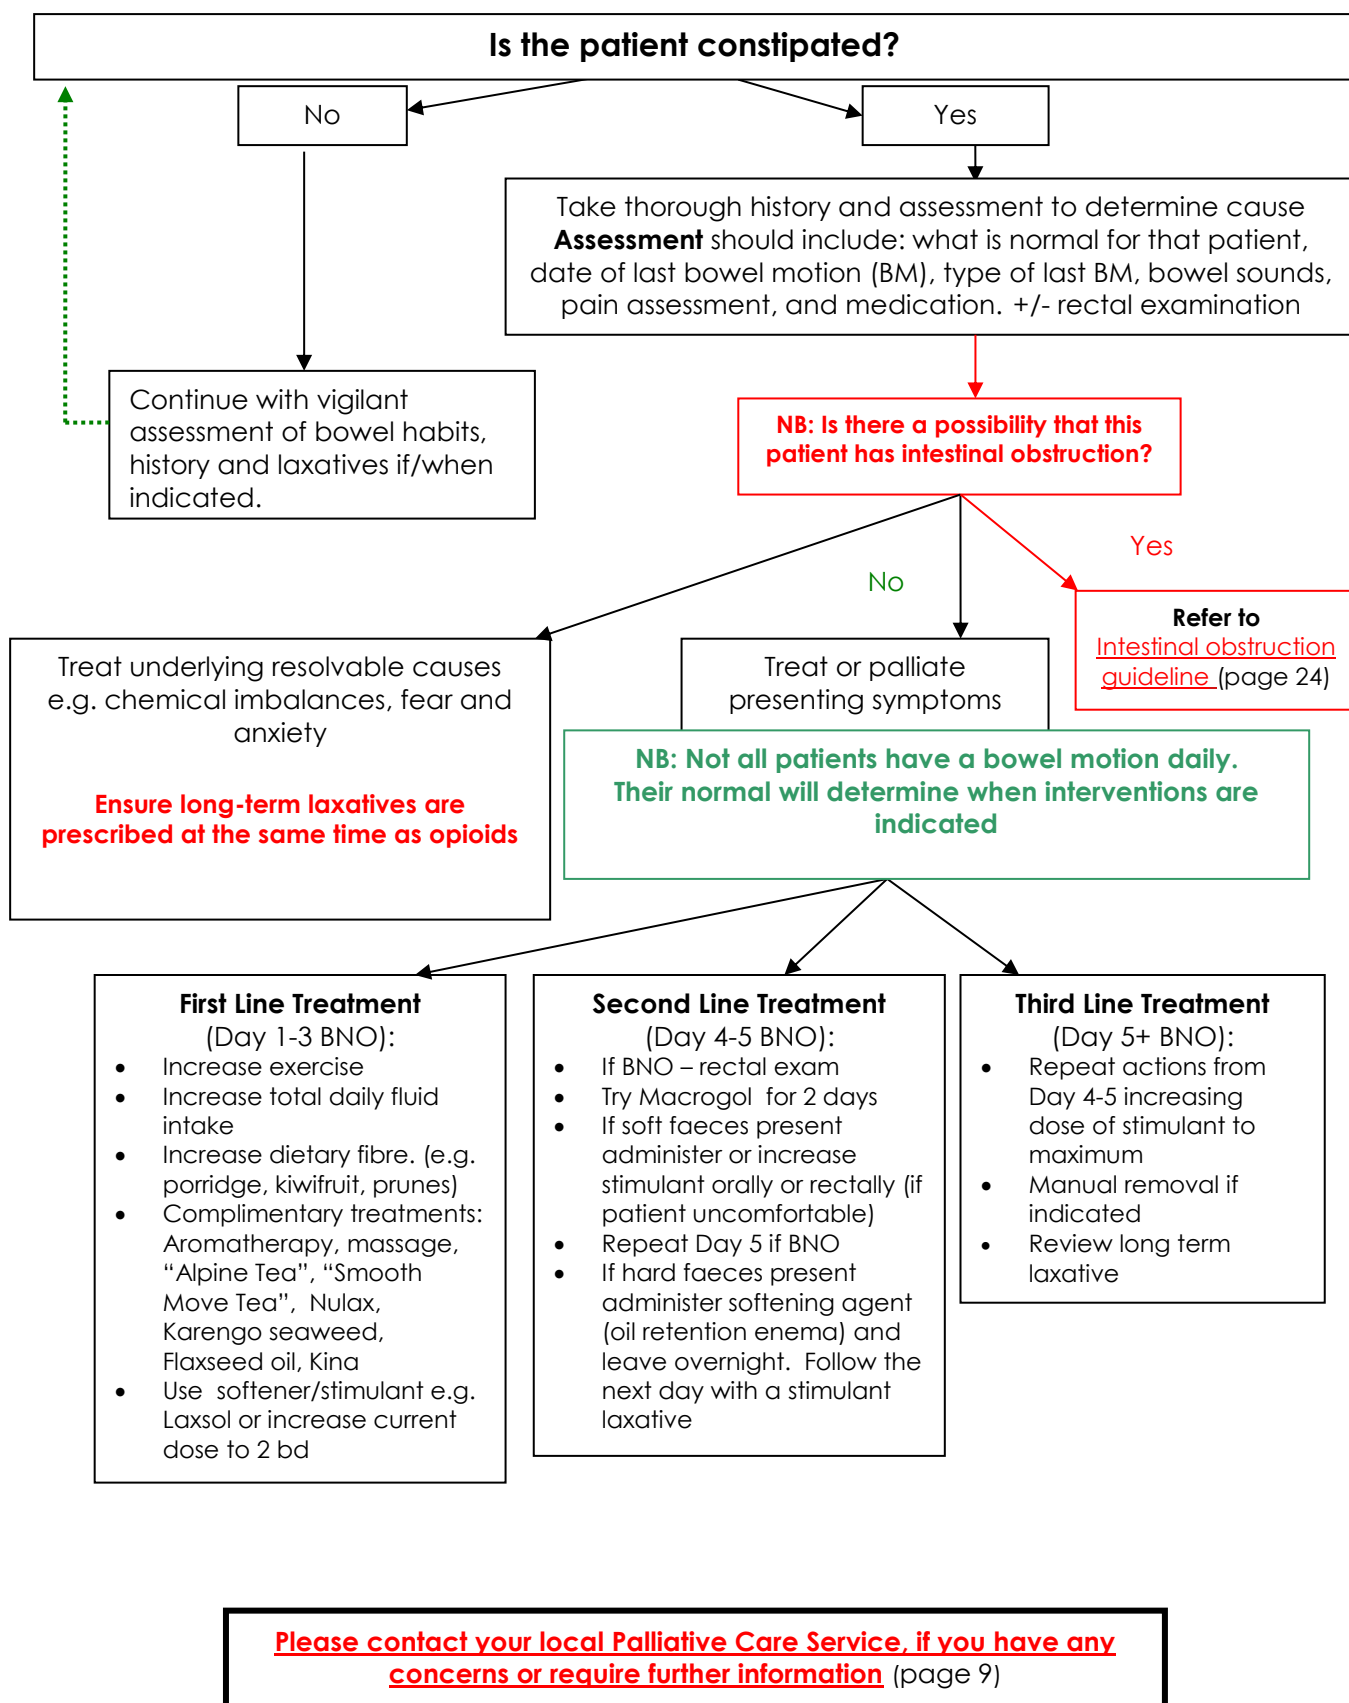 Is the patient constipated?
No
Yes
Take thorough history and assessment to determine cause
Assessment should include: what is normal for that patient,
date of last bowel motion (BM), type of last BM, bowel sounds,
pain assessment, and medication. +/- rectal examination
Continue with vigilant
assessment of bowel habits,
history and laxatives if/when
indicated.
NB: Is there a possibility that this
patient has intestinal obstruction?
Yes
No
Refer to
Intestinal obstruction
guideline (page 24)
Treat underlying resolvable causes
e.g. chemical imbalances, fear and
anxiety
Ensure long-term laxatives are
prescribed at the same time as opioids
Treat or palliate
presenting symptoms
NB: Not all patients have a bowel motion daily.
Their normal will determine when interventions are
indicated
First Line Treatment
(Day 1-3 BNO):
• Increase exercise
• Increase total daily fluid
intake
• Increase dietary fibre. (e.g.
porridge, kiwifruit, prunes)
• Complimentary treatments:
Aromatherapy, massage,
“Alpine Tea”, “Smooth
Move Tea”, Nulax,
Karengo seaweed,
Flaxseed oil, Kina
• Use softener/stimulant e.g.
Laxsol or increase current
dose to 2 bd
Second Line Treatment
(Day 4-5 BNO):
• If BNO – rectal exam
• Try Macrogol for 2 days
• If soft faeces present
administer or increase
stimulant orally or rectally (if
patient uncomfortable)
• Repeat Day 5 if BNO
• If hard faeces present
administer softening agent
(oil retention enema) and
leave overnight. Follow the
next day with a stimulant
laxative
Third Line Treatment
(Day 5+ BNO):
• Repeat actions from
Day 4-5 increasing
dose of stimulant to
maximum
• Manual removal if
indicated
• Review long term
laxative
Please contact your local Palliative Care Service, if you have any
concerns or require further information (page 9)